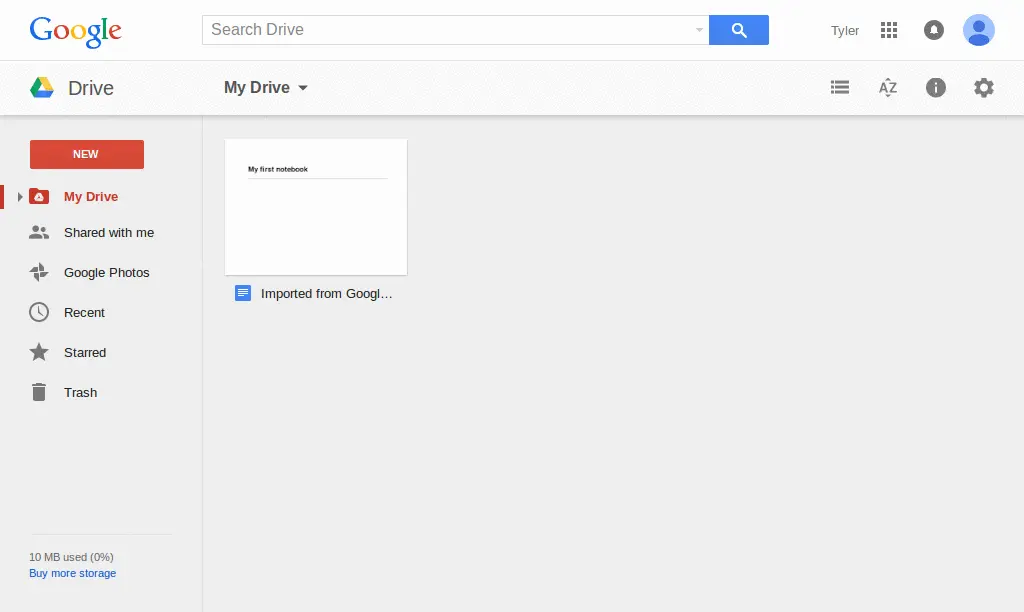 Google
Search Drive
Tyler
Drive
My Drive
AZ
NEW
My Drive
Shared with me
Google Photos
Recent
Starred
Trash
My first notebook
Imported from Googl…
10 MB used (0%)
Buy more storage